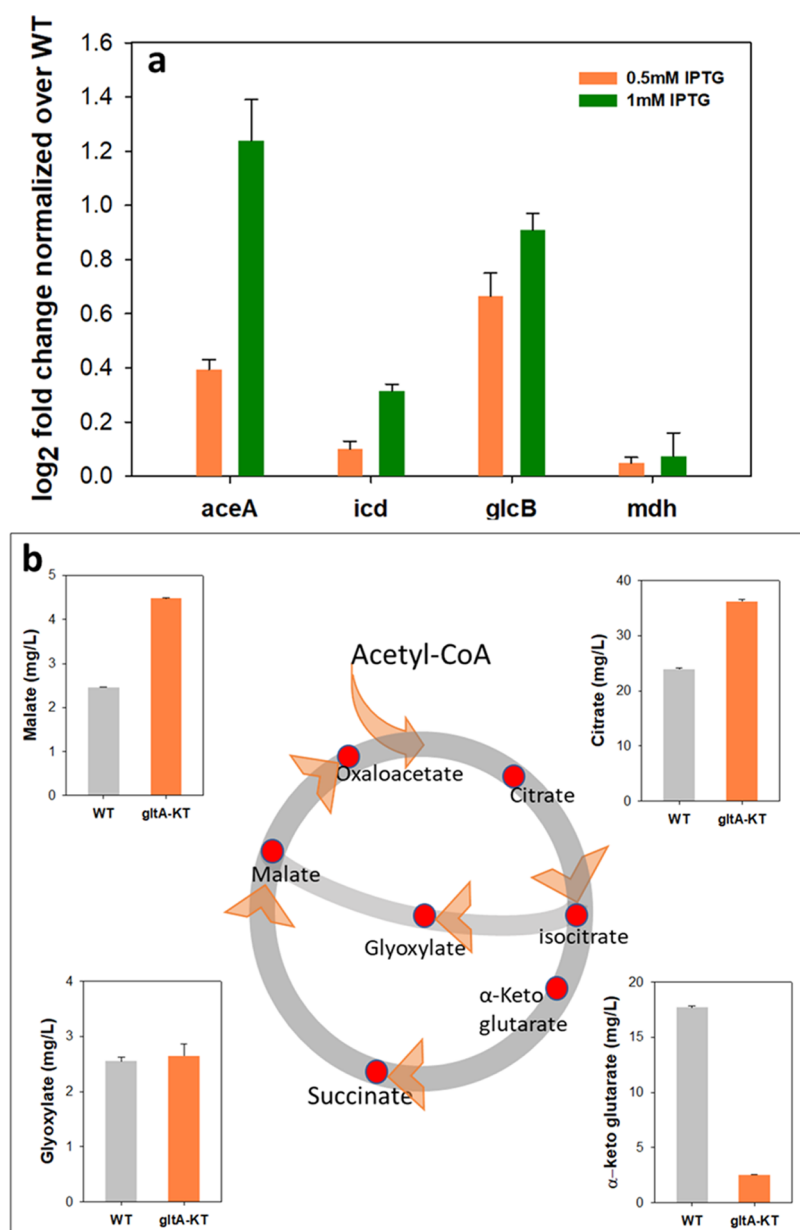 a
0.5mM IPTG
1mM IPTG
log2 fold change normalized over WT
1.6
1.4
1.2
1.0
0.8
0.6
0.4
0.2
0.0
aceA icd glcB mdh
b
Malate (mg/L)
5
4
3
2
1
0
WT gltA-KT
Citrate (mg/L)
40
30
20
10
0
WT gltA-KT
Acetyl-CoA
Oxaloacetate
Citrate
Malate
Glyoxylate
isocitrate
α-Keto
glutarate
Succinate
Glyoxylate (mg/L)
4
3
2
1
0
WT gltA-KT
α-keto glutarate (mg/L)
20
15
10
5
0
WT gltA-KT